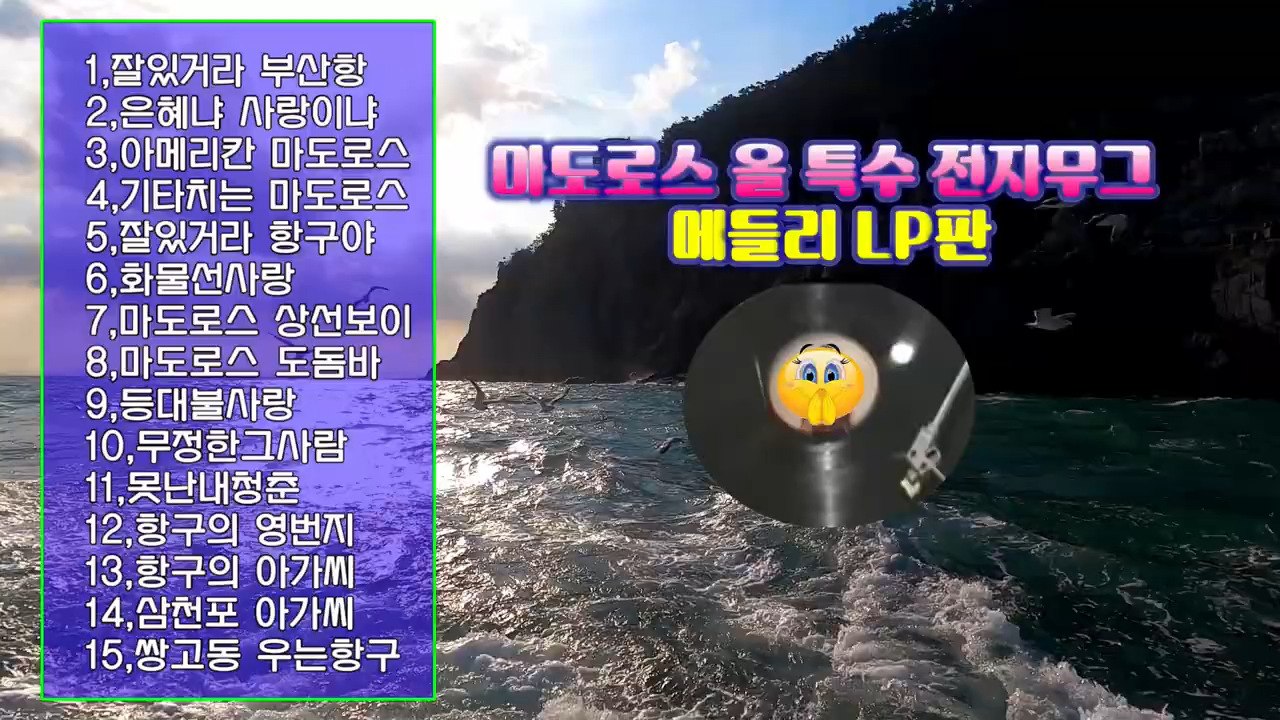 1,잘있거라 부산항
2,은혜냐 사랑이냐
3,아메리칸 마도로스
4,기타치는 마도로스
5,잘있거라 항구야
6,화물선사랑
7,마도로스 상선보이
8,마도로스 도돔바
9,등대불사랑
10,무정한그사람
11,못난내청춘
12,항구의 영번지
13,항구의 아가씨
14,삼천포 아가씨
15,쌍고동 우는항구
마도로스 올 특수 전자무그
메들리 LP판